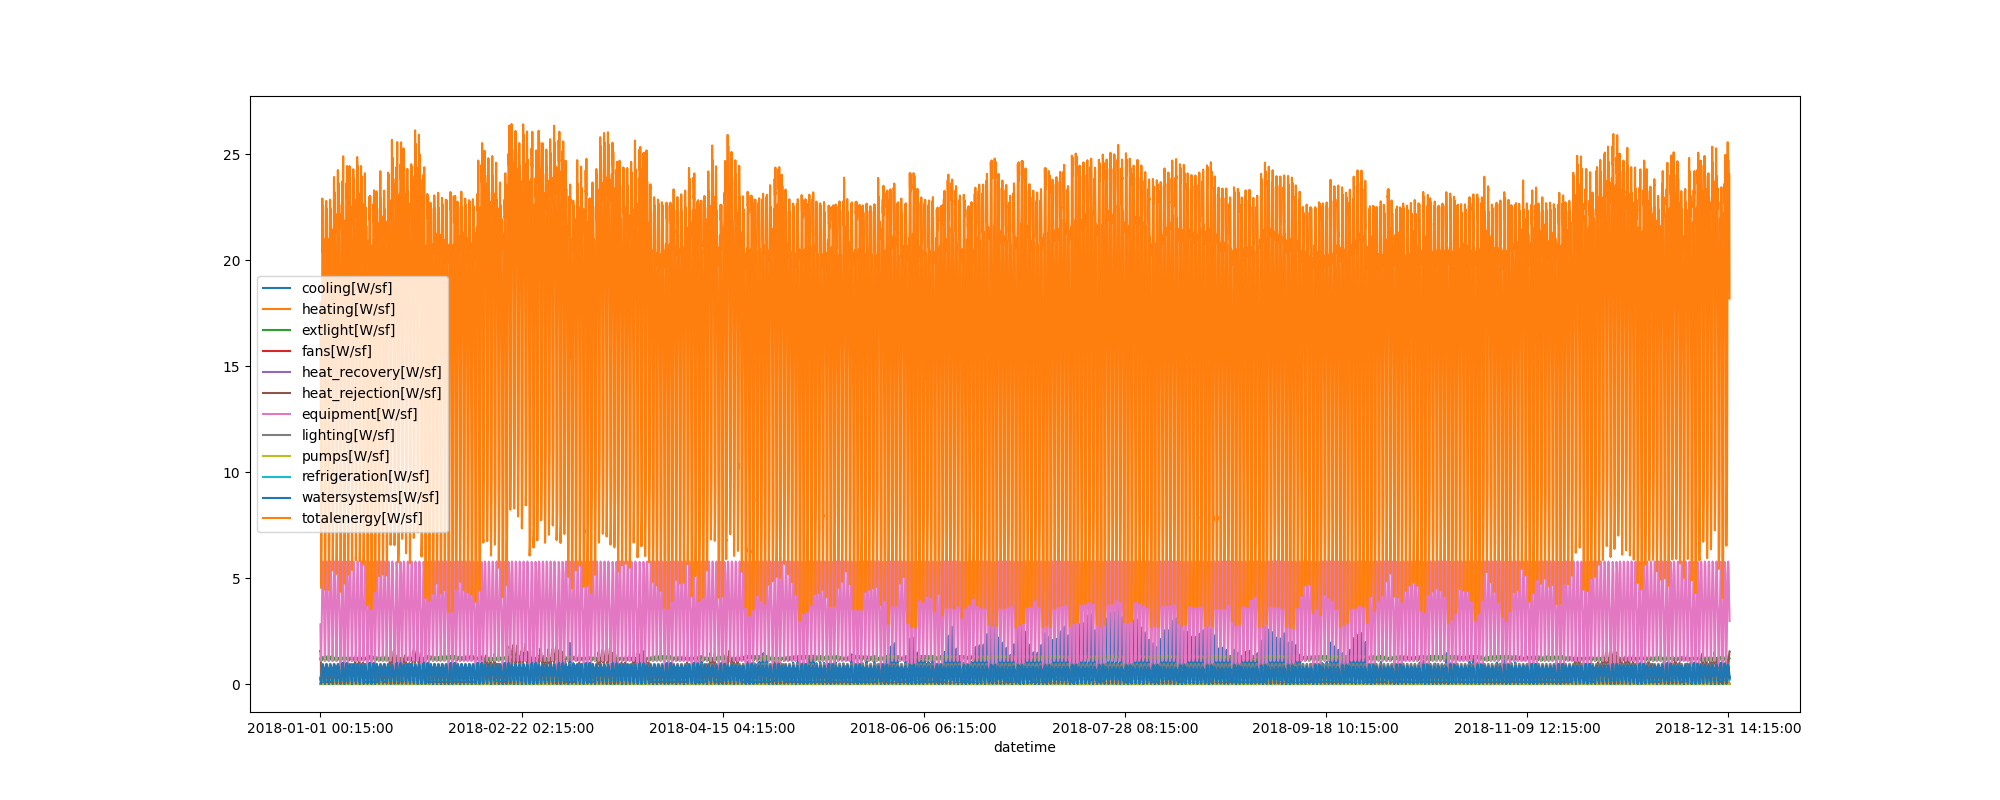 25
20
15
10
5
0
cooling[W/sf]
heating[W/sf]
extlight[W/sf]
fans[W/sf]
heat_recovery[W/sf]
heat_rejection[W/sf]
equipment[W/sf]
lighting[W/sf]
pumps[W/sf]
refrigeration[W/sf]
watersystems[W/sf]
totalenergy[W/sf]
2018-01-01 00:15:00 2018-02-22 02:15:00 2018-04-15 04:15:00 2018-06-06 06:15:00 2018-07-28 08:15:00 2018-09-18 10:15:00 2018-11-09 12:15:00 2018-12-31 14:15:00
datetime